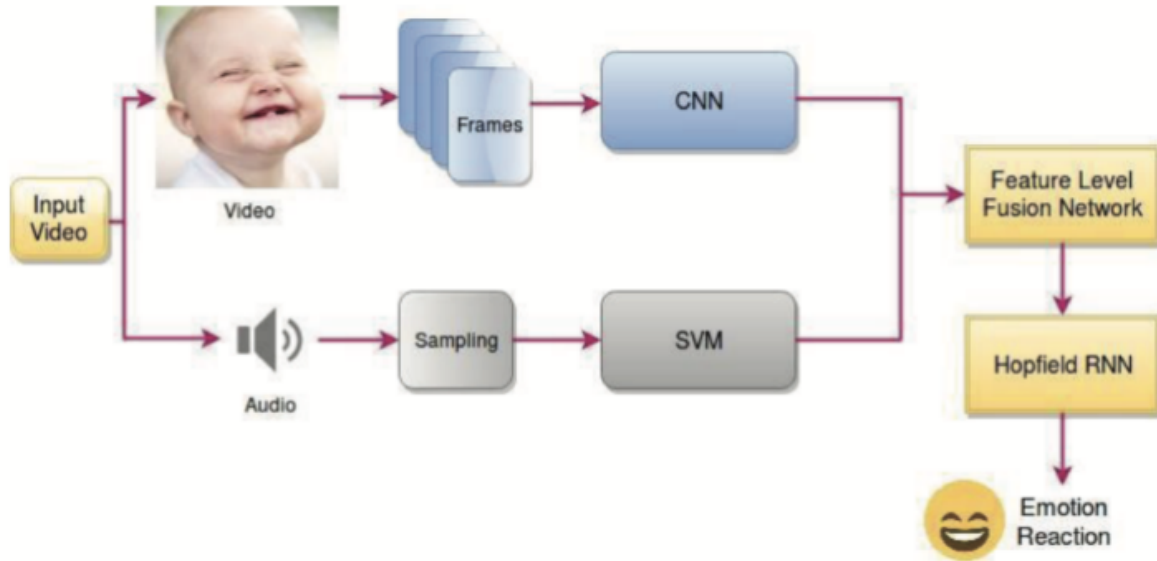 Input
Video
Video
Frames
CNN
Audio
Sampling
SVM
Feature Level
Fusion Network
Hopfield RNN
Emotion
Reaction